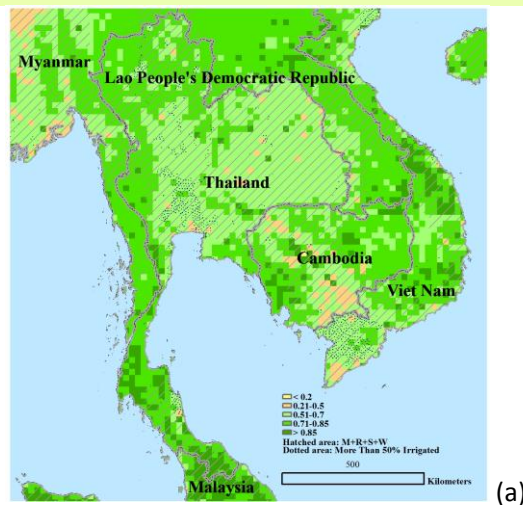 Myanmar
Lao People's Democratic Republic
Thailand
Cambodia
Viet Nam
< 0.2
0.21-0.5
0.51-0.7
0.71-0.85
> 0.85
Hatched area: M+R+S+W
Dotted area: More Than 50% Irrigated
500
Kilometers
Malaysia
(a)